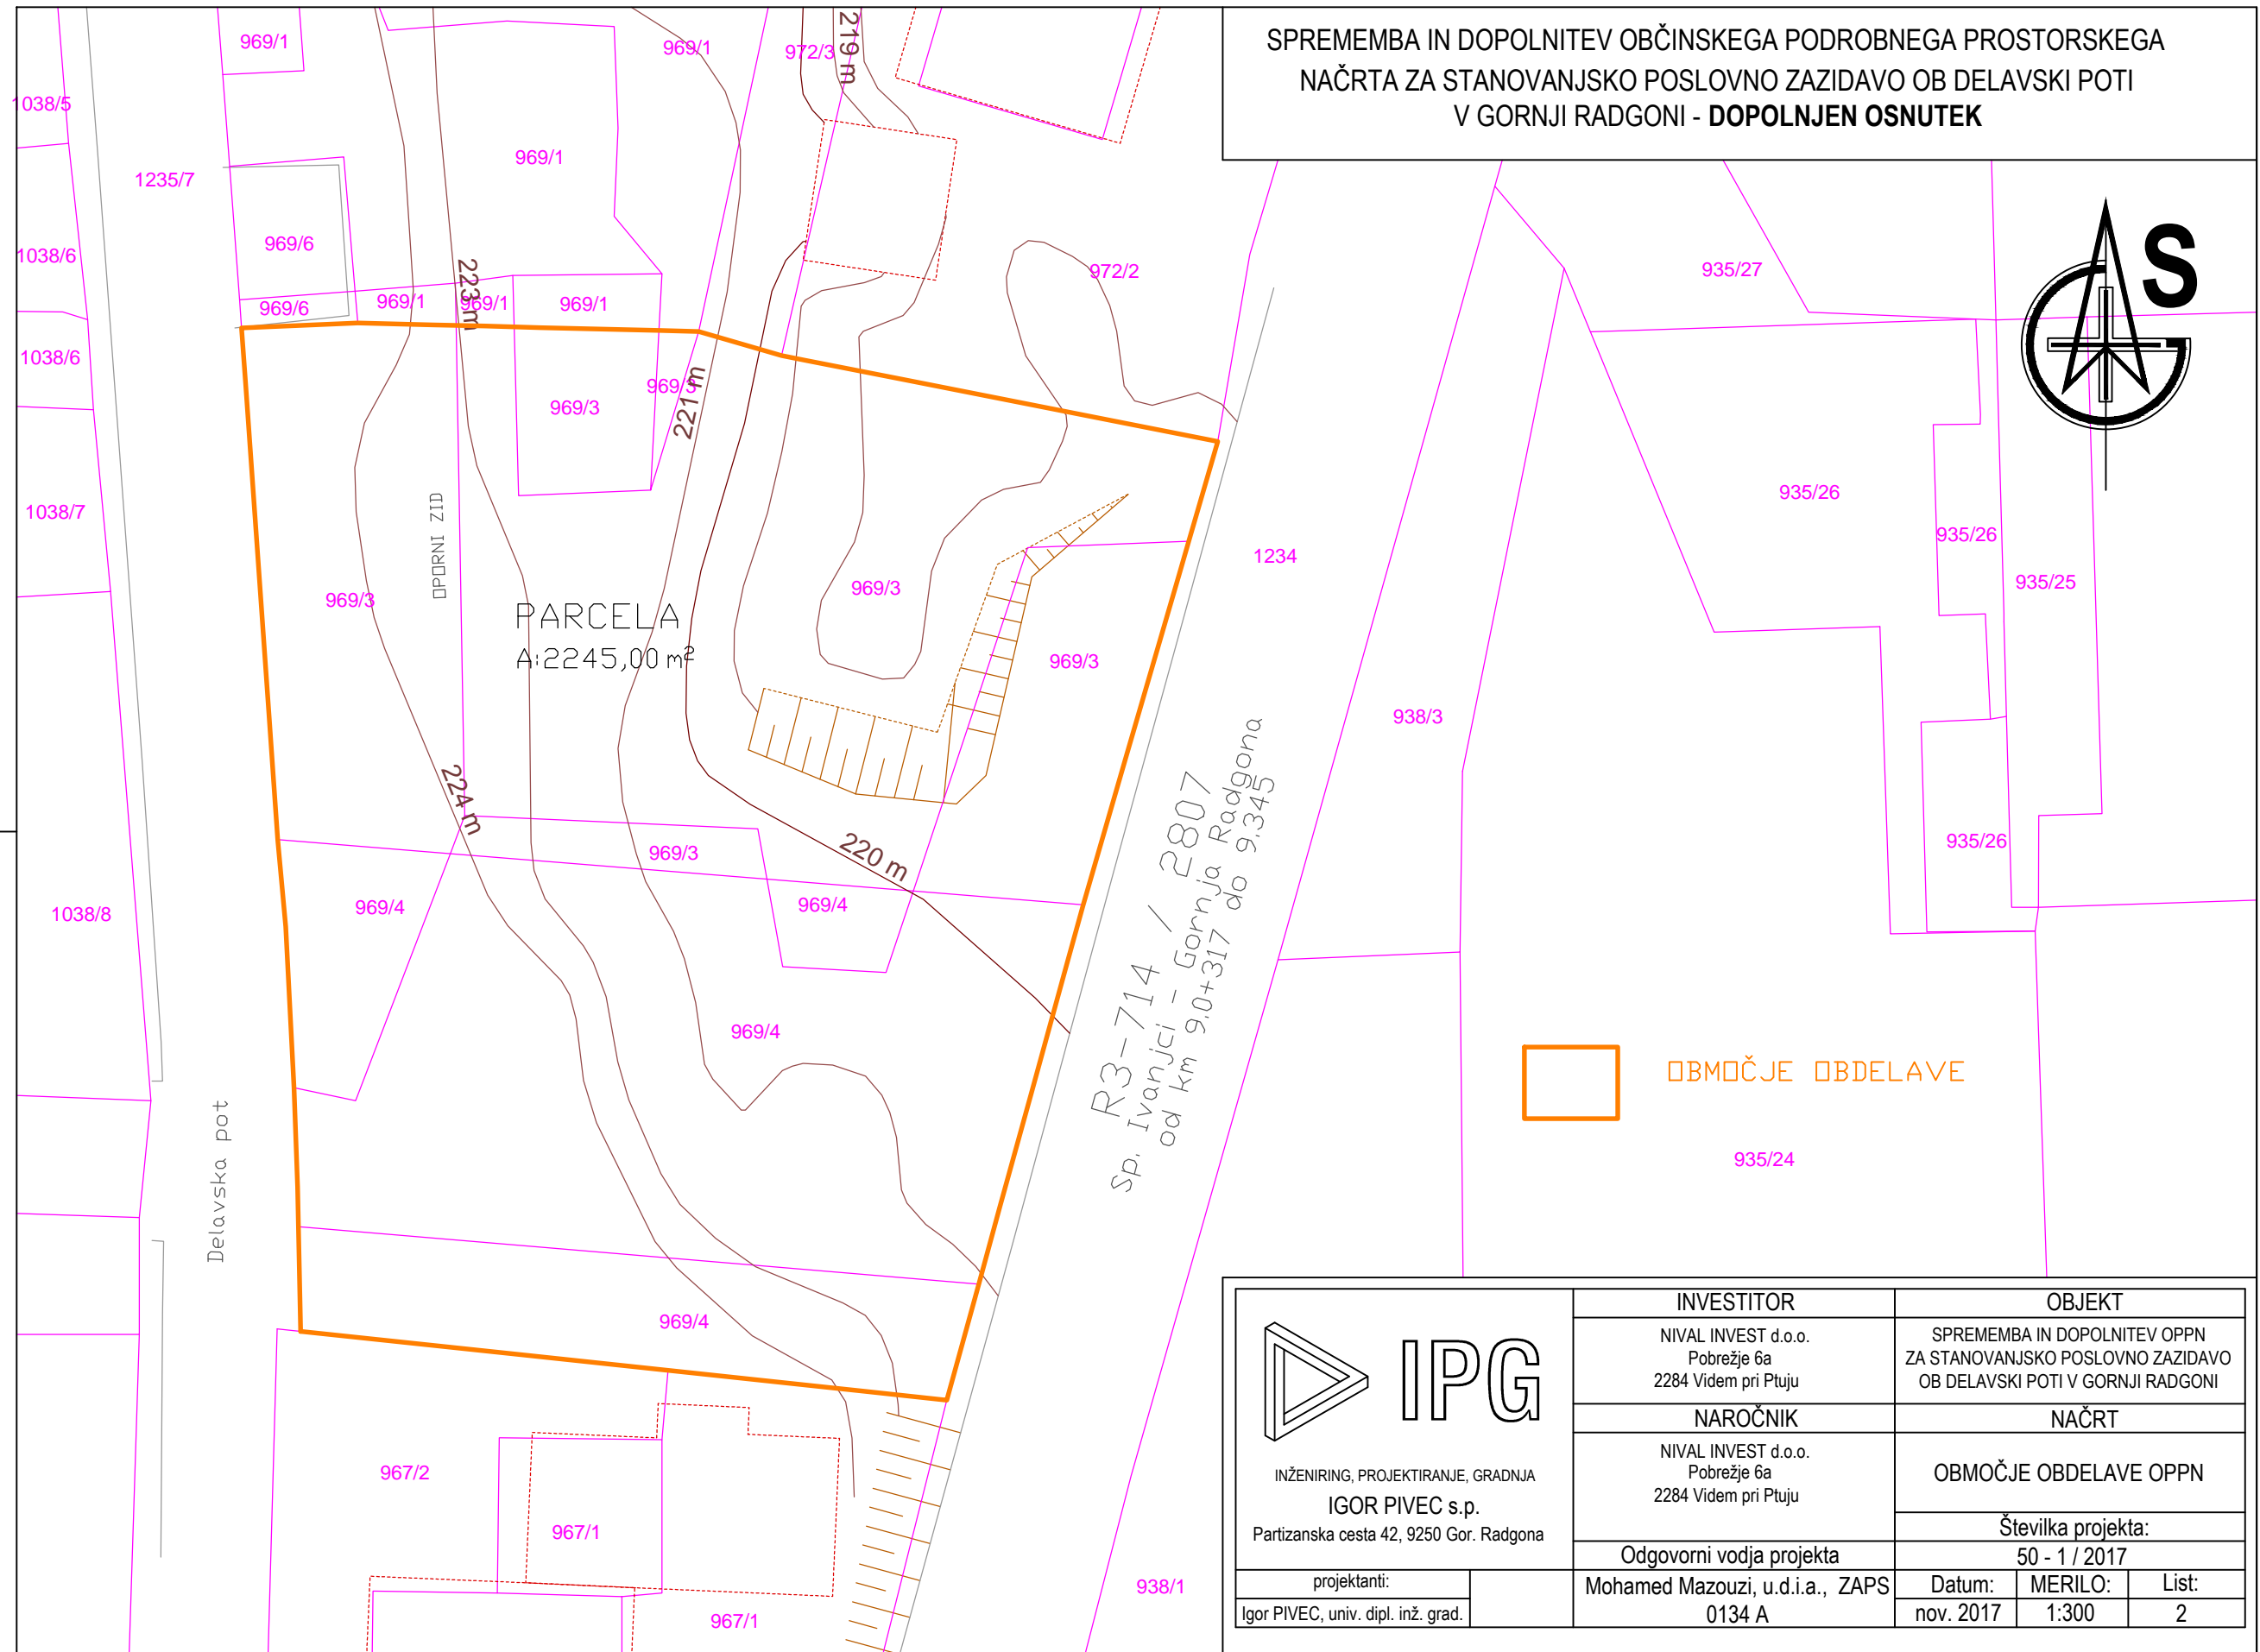 SPREMEMBA IN DOPOLNITEV OBČINSKEGA PODROBNEGA PROSTORSKEGA
NAČRTA ZA STANOVANJSKO POSLOVNO ZAZIDAVO OB DELAVSKI POTI
V GORNJI RADGONI - DOPOLNJEN OSNUTEK
969/1
969/1
972/3
219 m
1038/5
969/1
1235/7
969/6
1038/6
972/2
935/27
S
969/6
969/1
223 m
969/1
969/1
1038/6
969/3
969/3
221 m
935/26
1038/7
OPORNI ZID
1234
935/26
935/25
969/3
969/3
PARCELA
A:2245,00 m²
969/3
938/3
224 m
220 m
969/3
935/26
969/4
969/4
1038/8
969/4
R3-714 / 2807
Sp. Ivanjci - Gornja Radgona
od km 9.0+317 do 9.345
OBMOČJE OBDELAVE
935/24
Delavska pot
969/4
967/2
967/1
967/1
938/1
IPG
INŽENIRING, PROJEKTIRANJE, GRADNJA
IGOR PIVEC s.p.
Partizanska cesta 42, 9250 Gor. Radgona
projektanti:
Igor PIVEC, univ. dipl. inž. grad.
INVESTITOR
NIVAL INVEST d.o.o.
Pobrežje 6a
2284 Videm pri Ptuju
NAROČNIK
NIVAL INVEST d.o.o.
Pobrežje 6a
2284 Videm pri Ptuju
Odgovorni vodja projekta
Mohamed Mazouzi, u.d.i.a., ZAPS
0134 A
OBJEKT
SPREMEMBA IN DOPOLNITEV OPPN
ZA STANOVANJSKO POSLOVNO ZAZIDAVO
OB DELAVSKI POTI V GORNJI RADGONI
NAČRT
OBMOČJE OBDELAVE OPPN
Številka projekta:
50 - 1 / 2017
Datum:
MERILO:
List:
nov. 2017
1:300
2